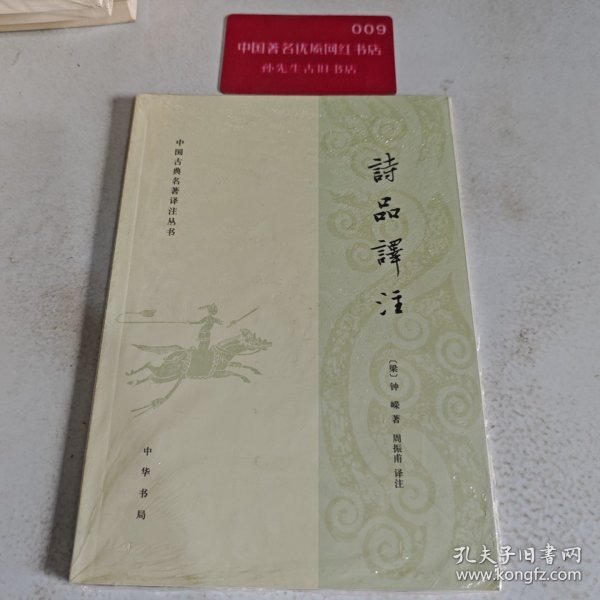 009
中国著名优质网红书店
孙先生古旧书店
詩品譯注
〔梁〕钟嵘著
周振甫译注
中国古典名著译注丛书
中华书局
孔夫子旧书网
www.kongfz.com